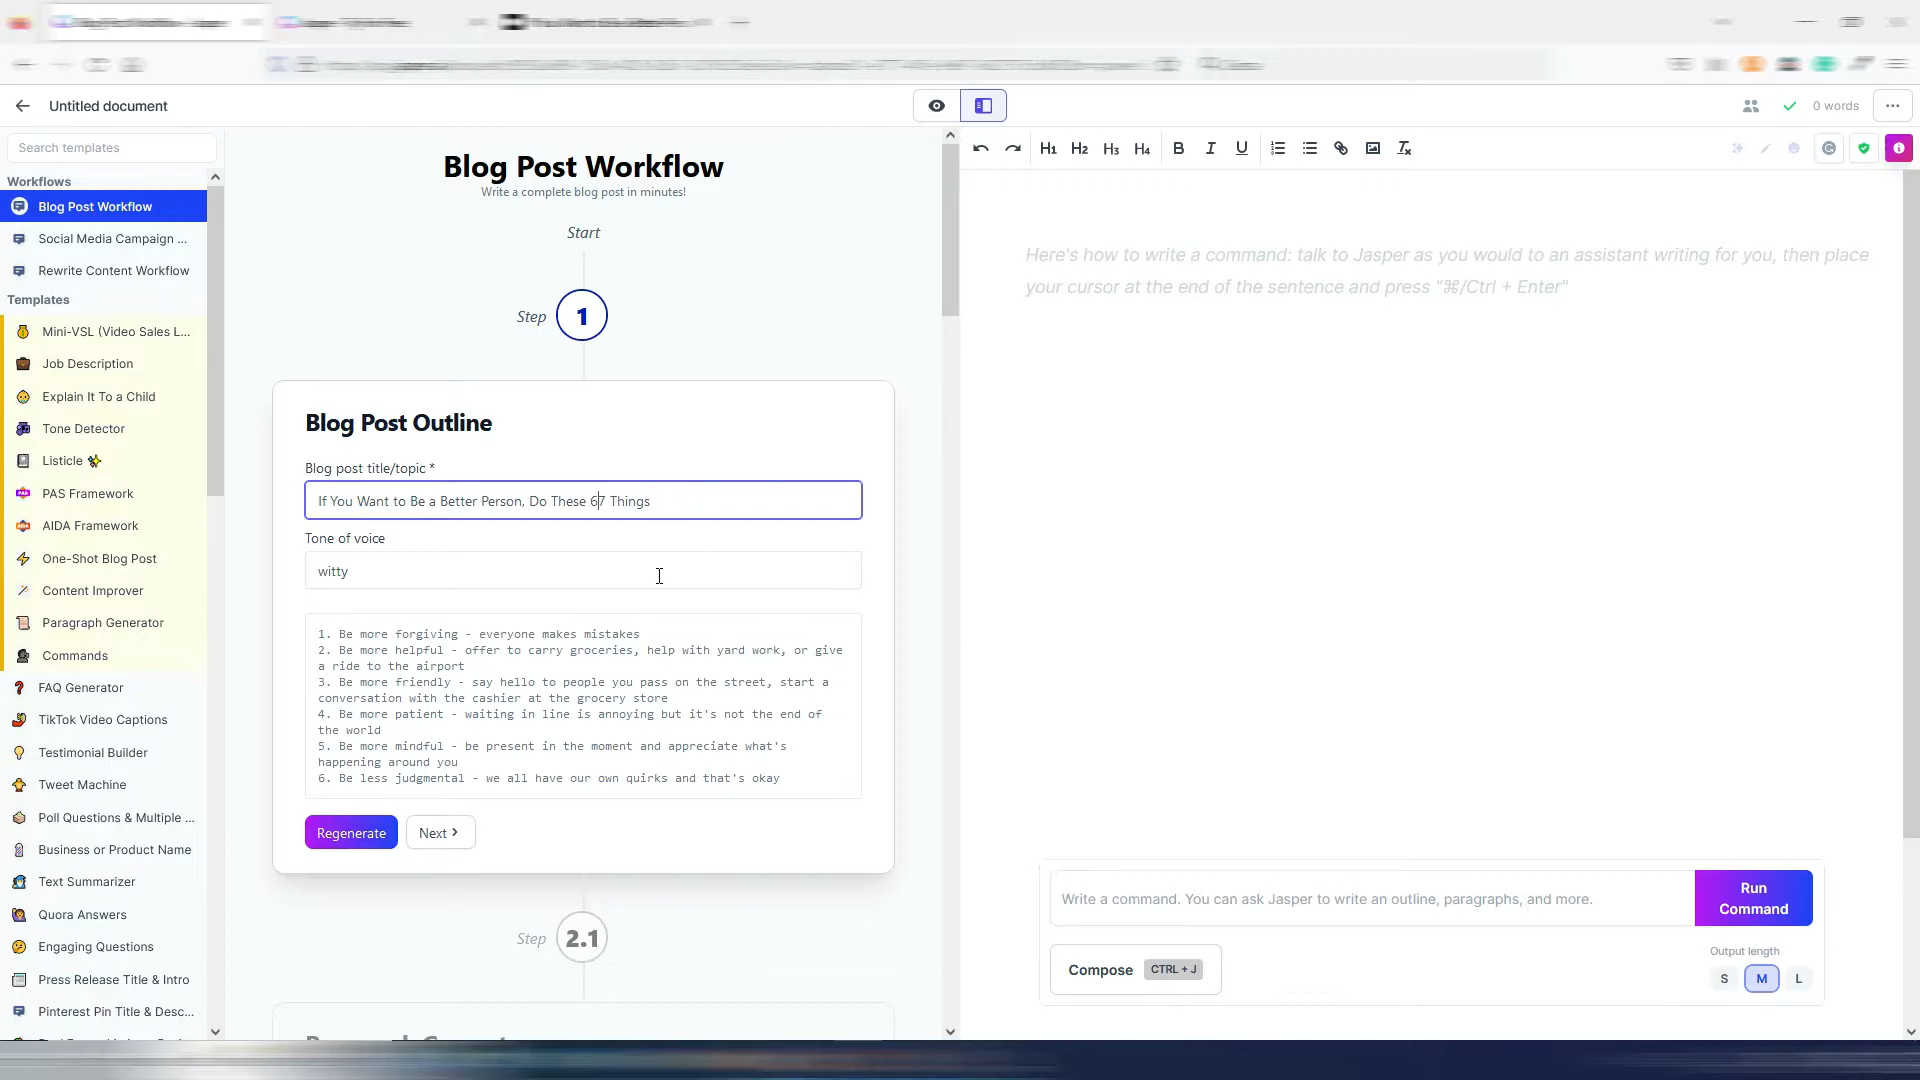 Untitled document
0 words
Search templates
Workflows
Blog Post Workflow
Social Media Campaign ...
Rewrite Content Workflow
Templates
Mini-VSL (Video Sales L...
Job Description
Explain It To a Child
Tone Detector
Listicle ✨
PAS Framework
AIDA Framework
One-Shot Blog Post
Content Improver
Paragraph Generator
Commands
FAQ Generator
TikTok Video Captions
Testimonial Builder
Tweet Machine
Poll Questions & Multiple ...
Business or Product Name
Text Summarizer
Quora Answers
Engaging Questions
Press Release Title & Intro
Pinterest Pin Title & Desc...
Blog Post Workflow
Write a complete blog post in minutes!
Start
Step 1
Blog Post Outline
Blog post title/topic *
If You Want to Be a Better Person, Do These 67 Things
Tone of voice
witty
1. Be more forgiving - everyone makes mistakes
2. Be more helpful - offer to carry groceries, help with yard work, or give
a ride to the airport
3. Be more friendly - say hello to people you pass on the street, start a
conversation with the cashier at the grocery store
4. Be more patient - waiting in line is annoying but it's not the end of
the world
5. Be more mindful - be present in the moment and appreciate what's
happening around you
6. Be less judgmental - we all have our own quirks and that's okay
Regenerate
Next >
Step 2.1
H1 H2 H3 H4 B I U
Here's how to write a command: talk to Jasper as you would to an assistant writing for you, then place
your cursor at the end of the sentence and press "⌘/Ctrl + Enter"
Write a command. You can ask Jasper to write an outline, paragraphs, and more.
Run
Command
Compose CTRL + J
Output length
S M L